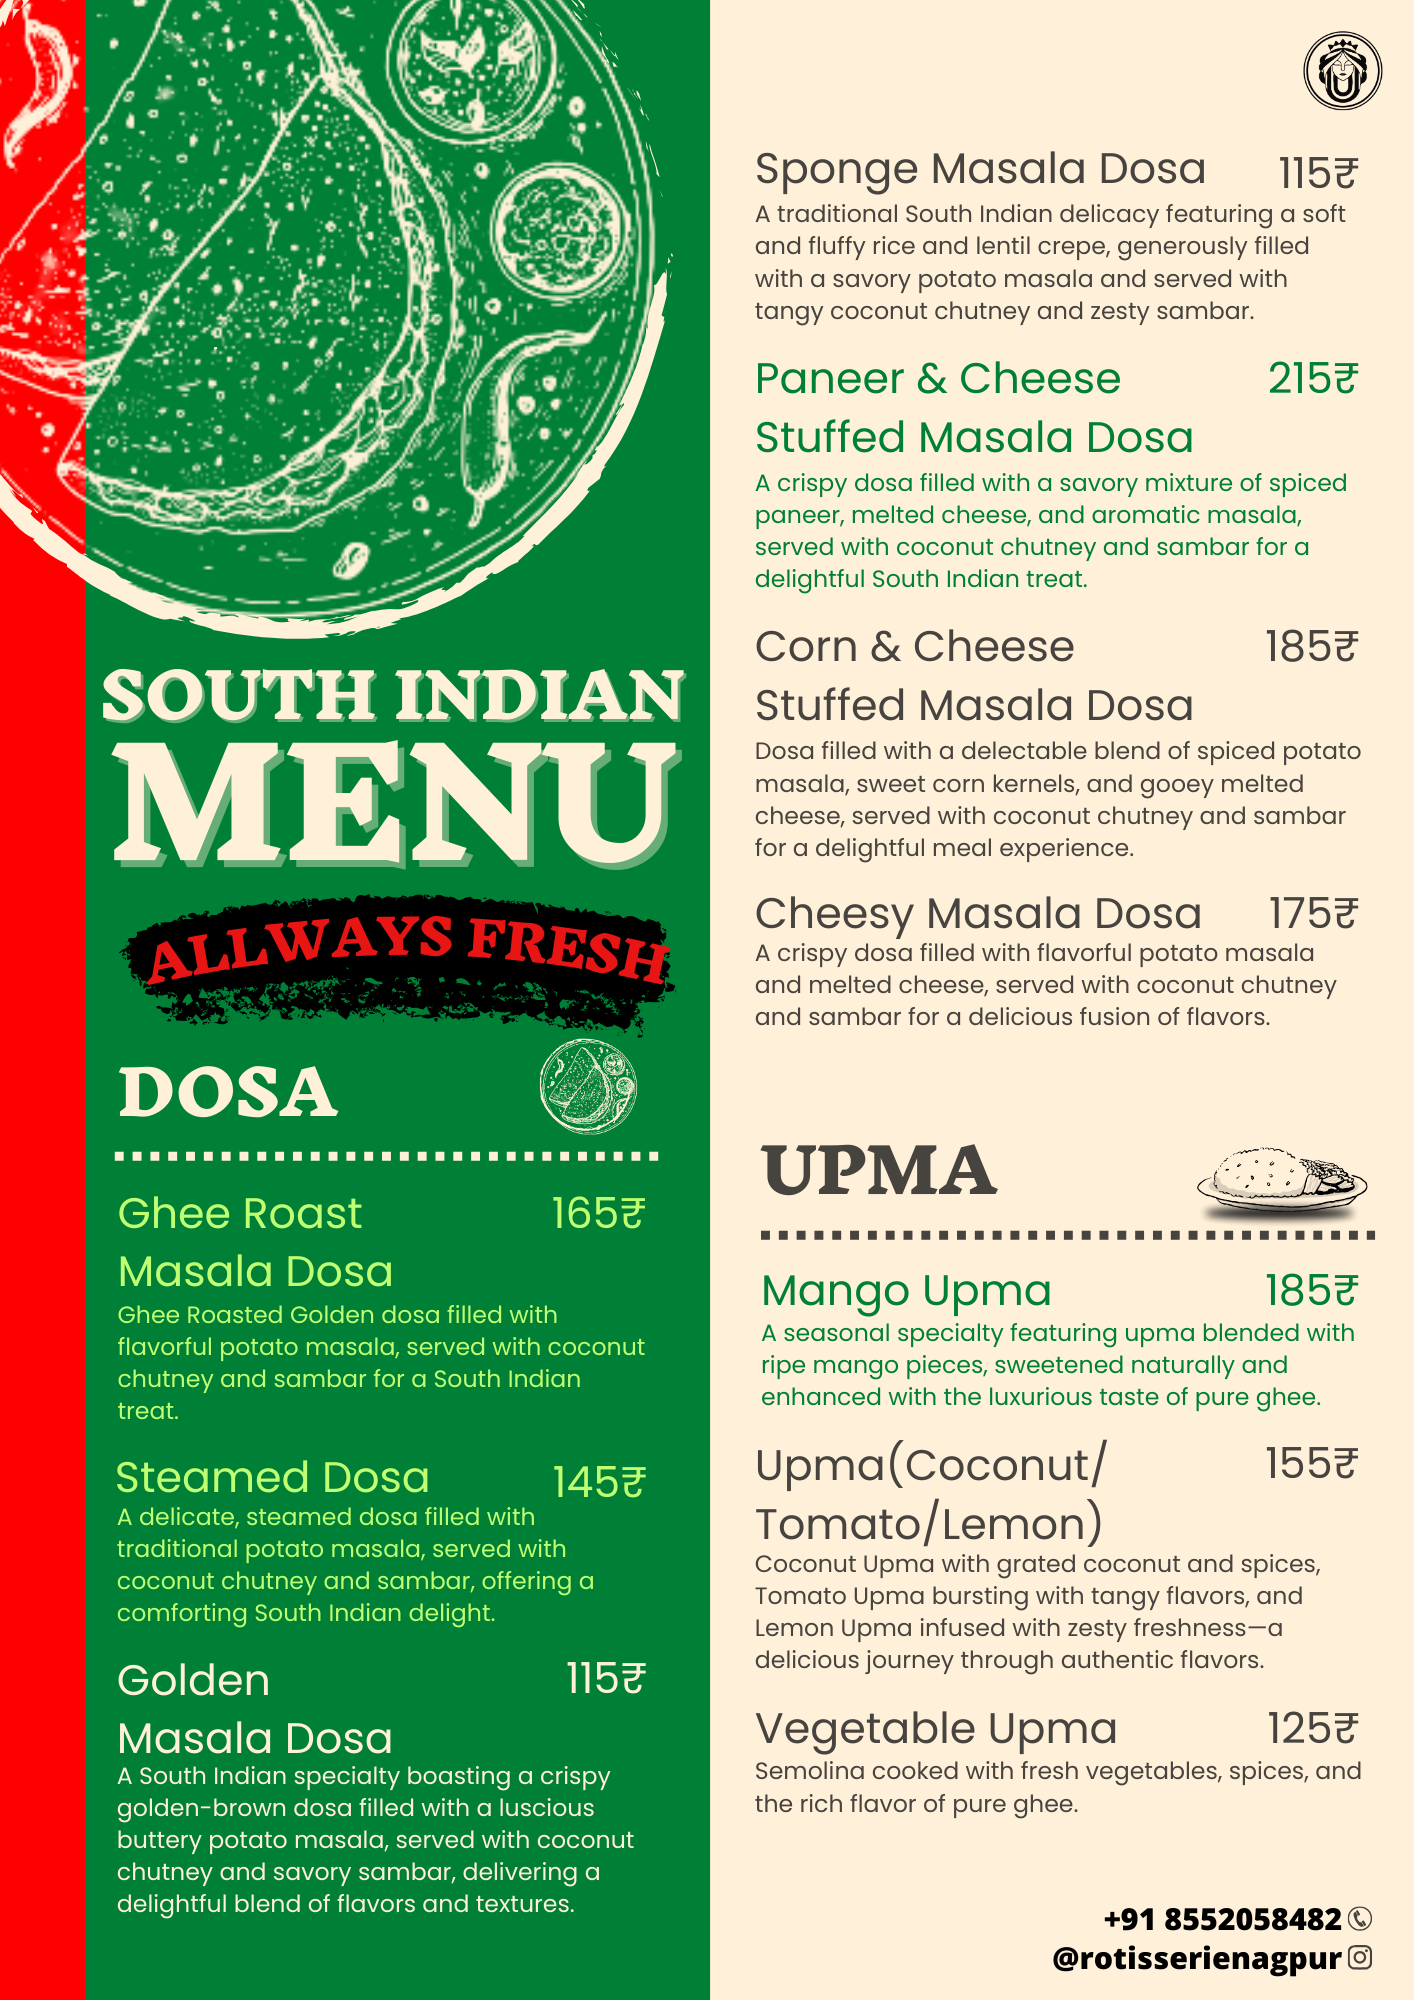 SOUTH INDIAN
MENU
ALLWAYS FRESH
DOSA
Ghee Roast 165₹
Masala Dosa
Ghee Roasted Golden dosa filled with
flavorful potato masala, served with coconut
chutney and sambar for a South Indian
treat.
Steamed Dosa 145₹
A delicate, steamed dosa filled with
traditional potato masala, served with
coconut chutney and sambar, offering a
comforting South Indian delight.
Golden 115₹
Masala Dosa
A South Indian specialty boasting a crispy
golden-brown dosa filled with a luscious
buttery potato masala, served with coconut
chutney and savory sambar, delivering a
delightful blend of flavors and textures.
Sponge Masala Dosa 115₹
A traditional South Indian delicacy featuring a soft
and fluffy rice and lentil crepe, generously filled
with a savory potato masala and served with
tangy coconut chutney and zesty sambar.
Paneer & Cheese 215₹
Stuffed Masala Dosa
A crispy dosa filled with a savory mixture of spiced
paneer, melted cheese, and aromatic masala,
served with coconut chutney and sambar for a
delightful South Indian treat.
Corn & Cheese 185₹
Stuffed Masala Dosa
Dosa filled with a delectable blend of spiced potato
masala, sweet corn kernels, and gooey melted
cheese, served with coconut chutney and sambar
for a delightful meal experience.
Cheesy Masala Dosa 175₹
A crispy dosa filled with flavorful potato masala
and melted cheese, served with coconut chutney
and sambar for a delicious fusion of flavors.
UPMA
Mango Upma 185₹
A seasonal specialty featuring upma blended with
ripe mango pieces, sweetened naturally and
enhanced with the luxurious taste of pure ghee.
Upma(Coconut/ 155₹
Tomato/Lemon)
Coconut Upma with grated coconut and spices,
Tomato Upma bursting with tangy flavors, and
Lemon Upma infused with zesty freshness—a
delicious journey through authentic flavors.
Vegetable Upma 125₹
Semolina cooked with fresh vegetables, spices, and
the rich flavor of pure ghee.
+91 8552058482
@rotisserienagpur